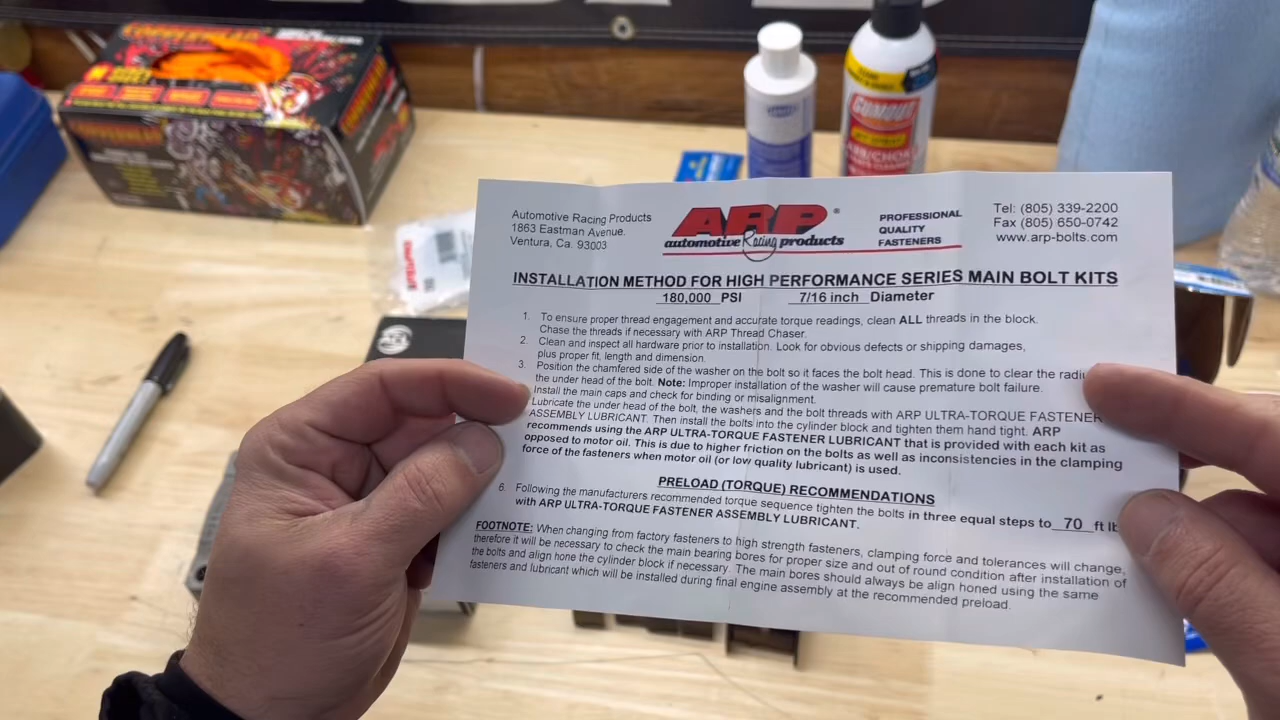 COPPERHEAD
GUMOUT
Automotive Racing Products
1863 Eastman Avenue.
Ventura, Ca. 93003
ARP®
automotive Racing products
PROFESSIONAL
QUALITY
FASTENERS
Tel: (805) 339-2200
Fax (805) 650-0742
www.arp-bolts.com
INSTALLATION METHOD FOR HIGH PERFORMANCE SERIES MAIN BOLT KITS
180,000 PSI 7/16 inch Diameter
1. To ensure proper thread engagement and accurate torque readings, clean ALL threads in the block.
Chase the threads if necessary with ARP Thread Chaser.
2. Clean and inspect all hardware prior to installation. Look for obvious defects or shipping damages,
plus proper fit, length and dimension.
3. Position the chamfered side of the washer on the bolt so it faces the bolt head. This is done to clear the radiu
the under head of the bolt. Note: Improper installation of the washer will cause premature bolt failure.
Install the main caps and check for binding or misalignment.
Lubricate the under head of the bolt, the washers and the bolt threads with ARP ULTRA-TORQUE FASTENER
ASSEMBLY LUBRICANT. Then install the bolts into the cylinder block and tighten them hand tight. ARP
recommends using the ARP ULTRA-TORQUE FASTENER LUBRICANT that is provided with each kit as
opposed to motor oil. This is due to higher friction on the bolts as well as inconsistencies in the clamping
force of the fasteners when motor oil (or low quality lubricant) is used.
PRELOAD (TORQUE) RECOMMENDATIONS
6. Following the manufacturers recommended torque sequence tighten the bolts in three equal steps to 70 ft lb
with ARP ULTRA-TORQUE FASTENER ASSEMBLY LUBRICANT.
FOOTNOTE: When changing from factory fasteners to high strength fasteners, clamping force and tolerances will change,
therefore it will be necessary to check the main bearing bores for proper size and out of round condition after installation of
the bolts and align hone the cylinder block if necessary. The main bores should always be align honed using the same
fasteners and lubricant which will be installed during final engine assembly at the recommended preload.